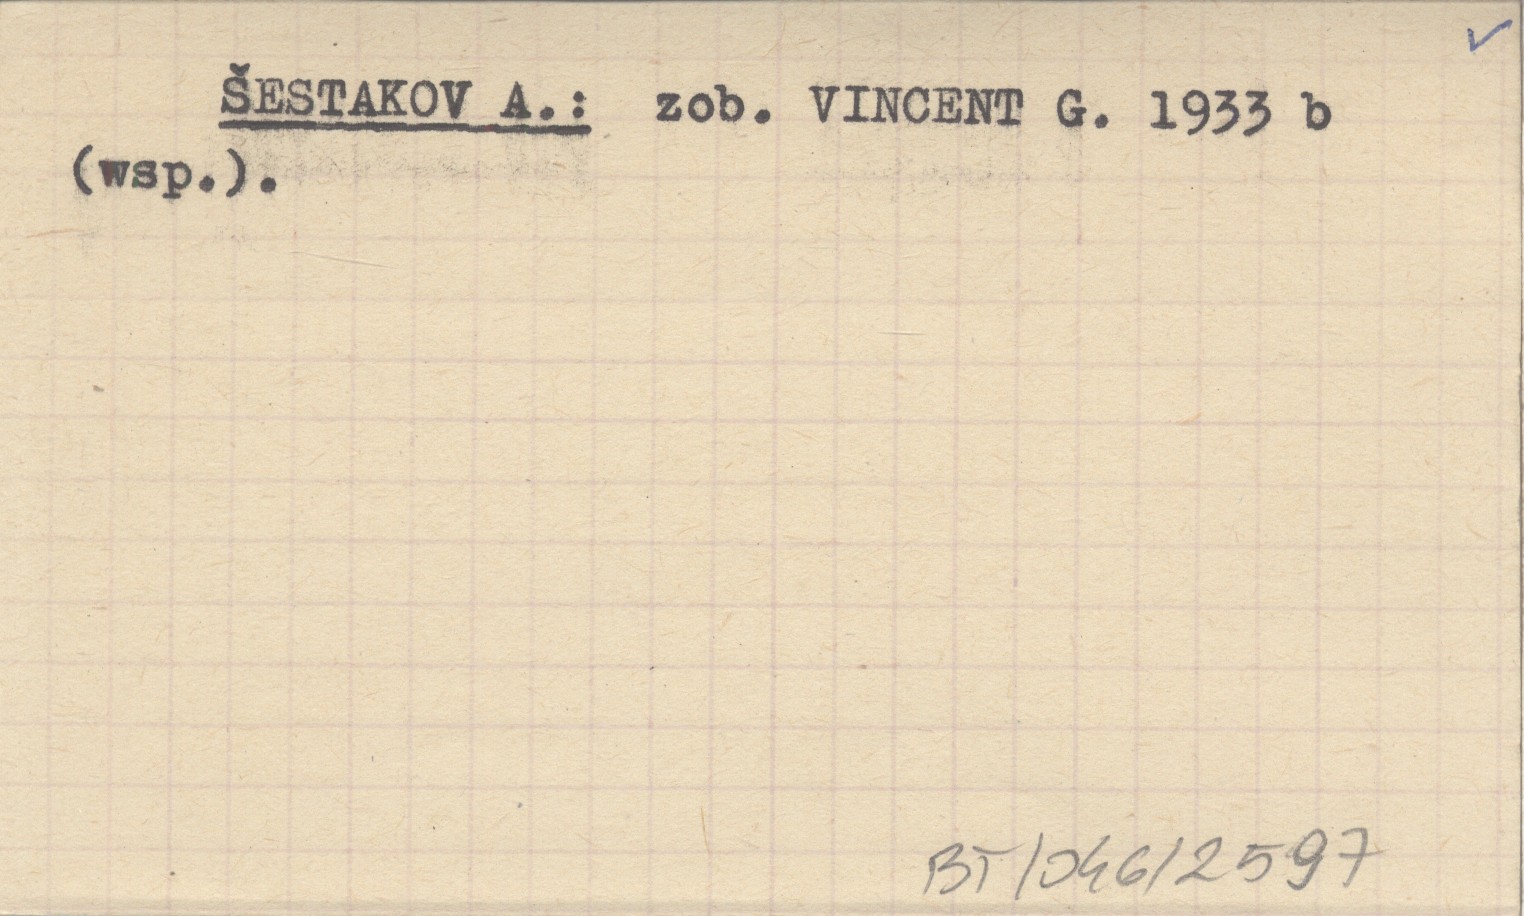 ŠESTAKOV A.: zob. VINCENT G. 1933 b
(wsp.).
BT/046/2597